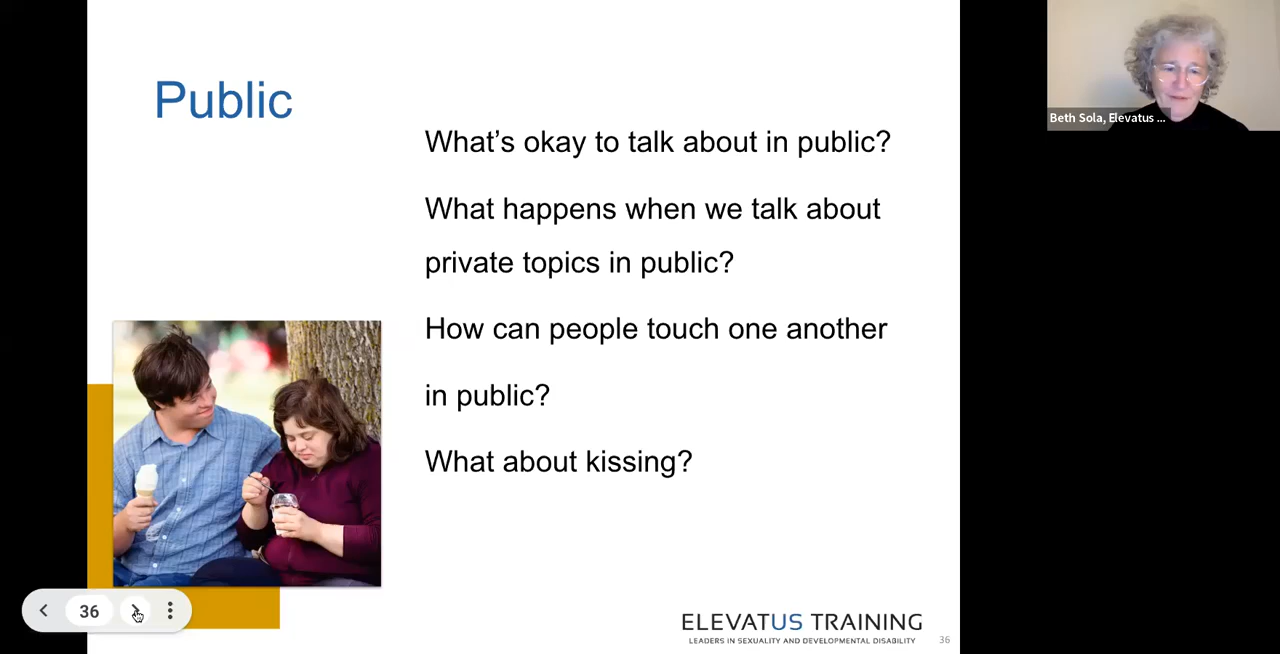 Public
What's okay to talk about in public?
What happens when we talk about
private topics in public?
How can people touch one another
in public?
What about kissing?
Beth Sola, Elevatus ...
36
ELEVATUS TRAINING
LEADERS IN SEXUALITY AND DEVELOPMENTAL DISABILITY
36